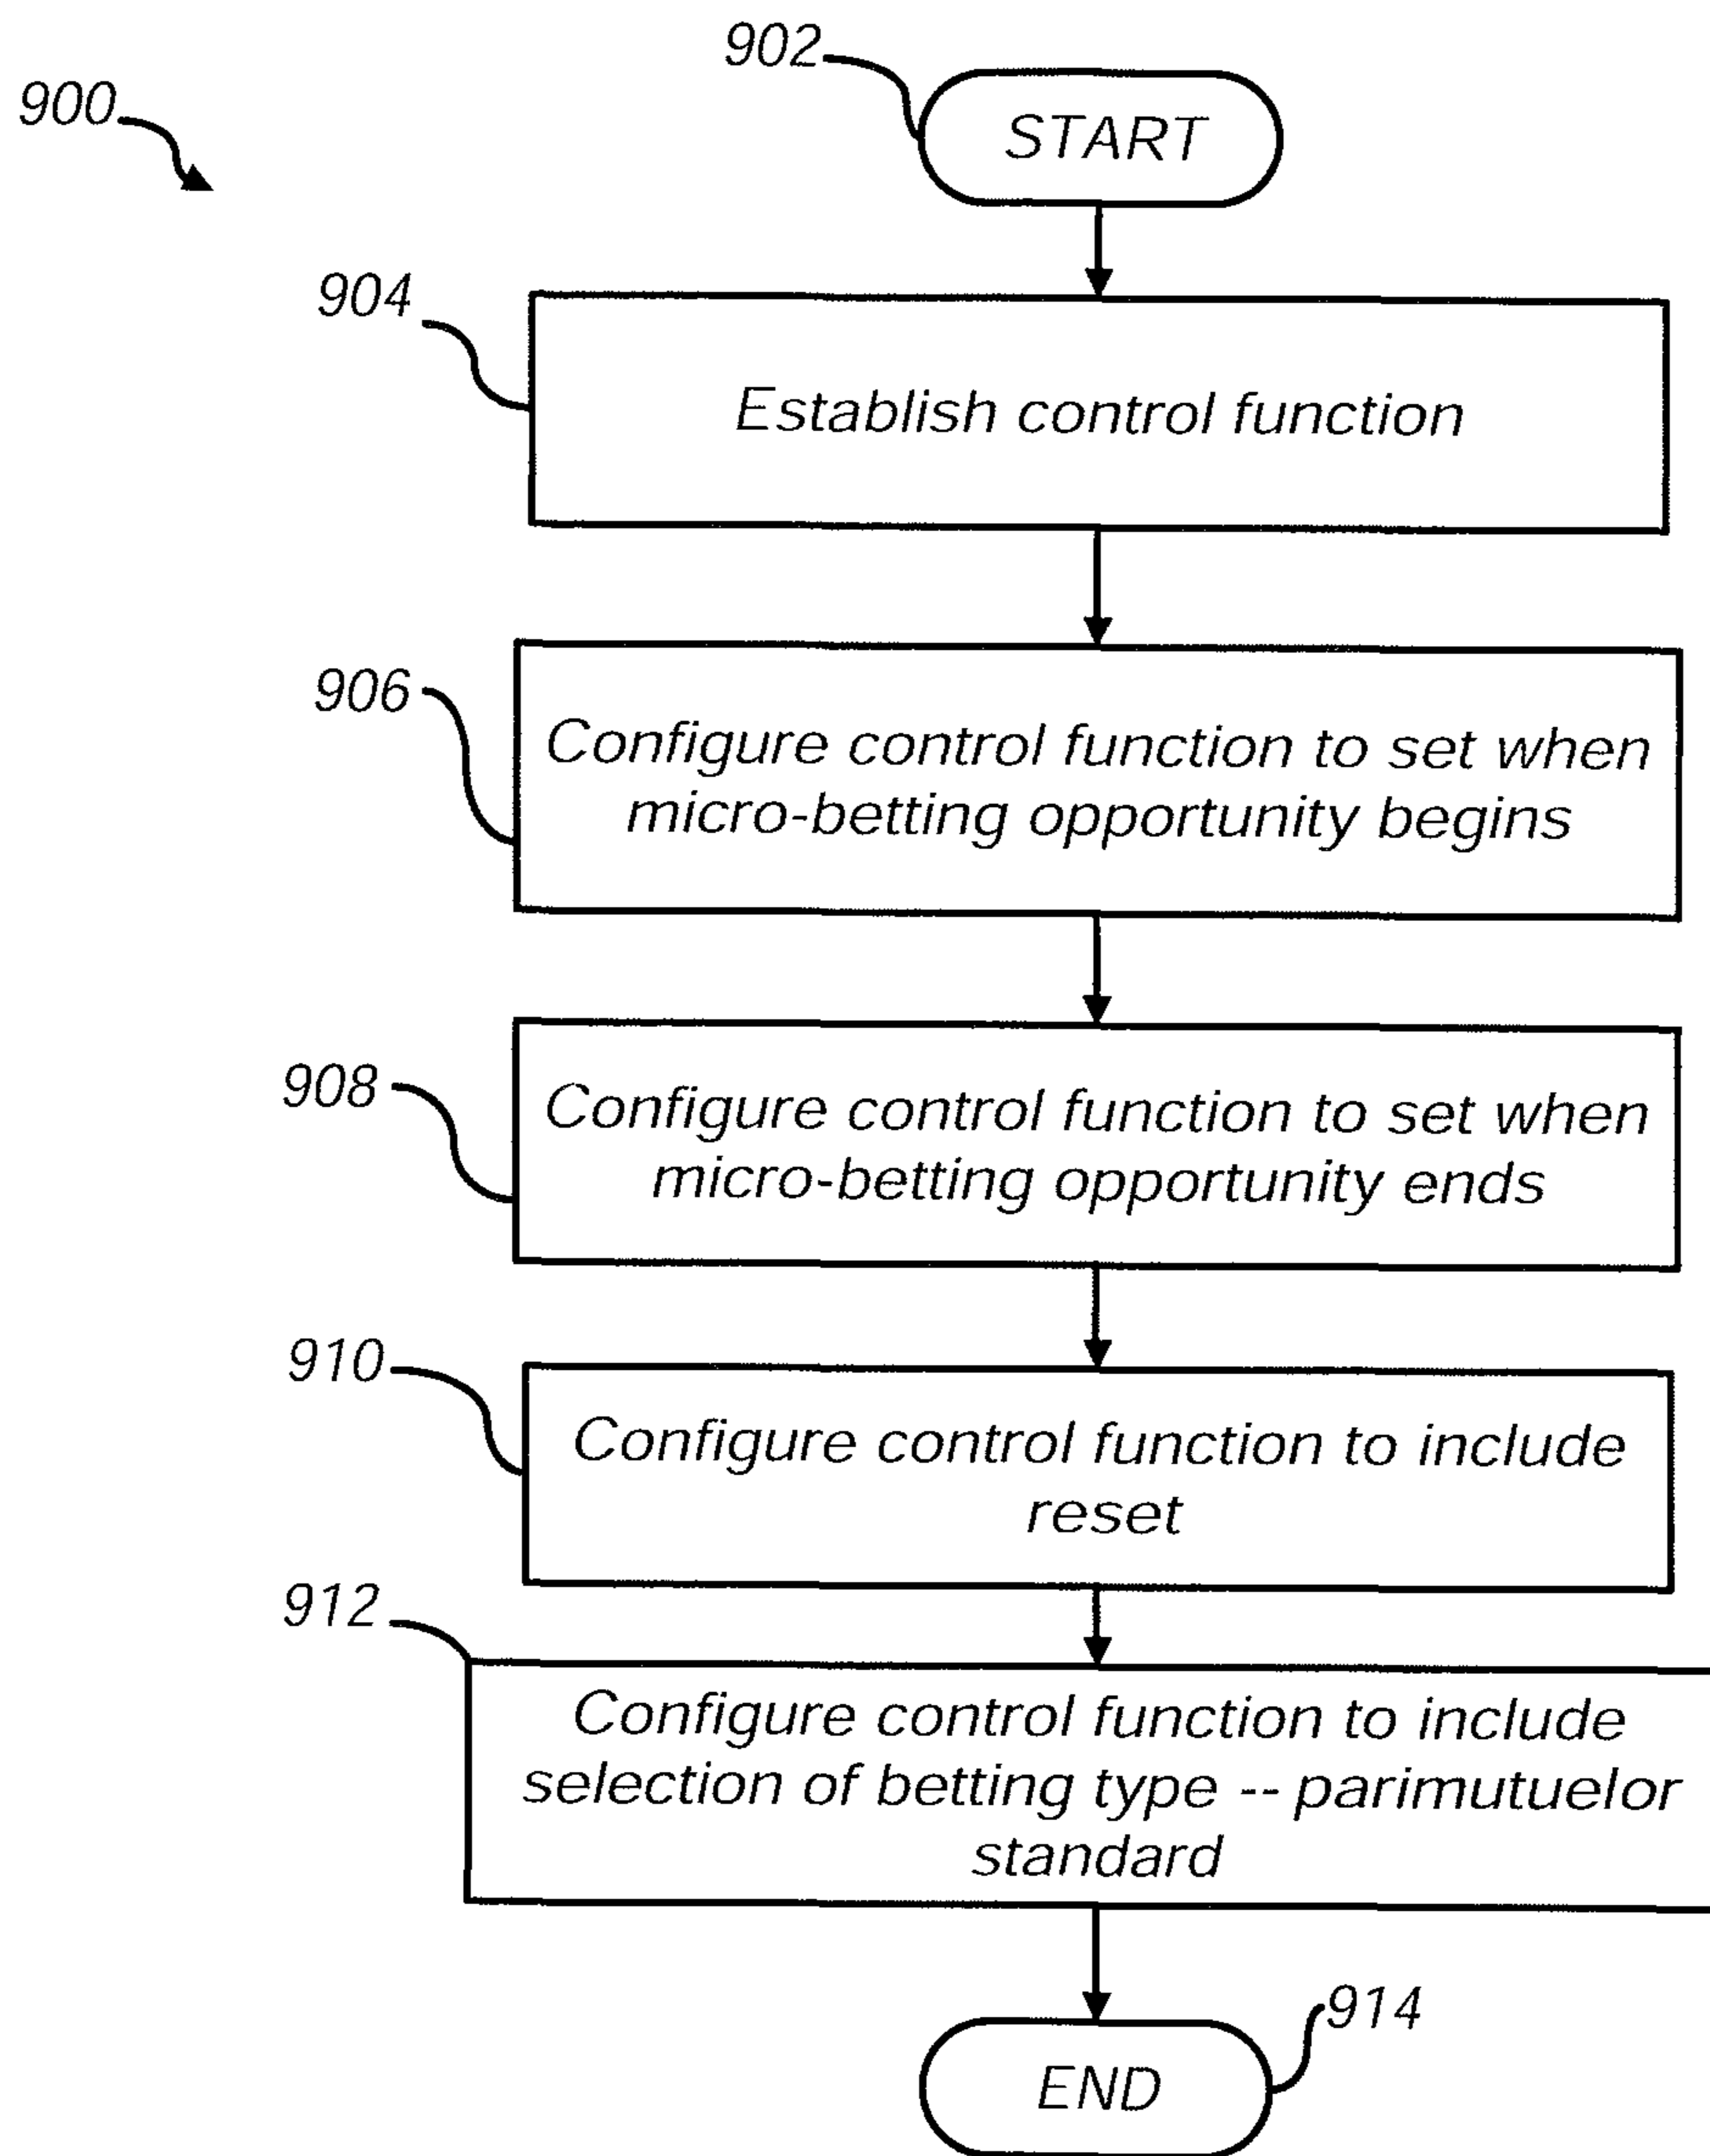 902
900
START
904
Establish control function
906
Configure control function to set when
micro-betting opportunity begins
908
Configure control function to set when
micro-betting opportunity ends
910
Configure control function to include
reset
912
Configure control function to include
selection of betting type -- parimutuelor
standard
914
END